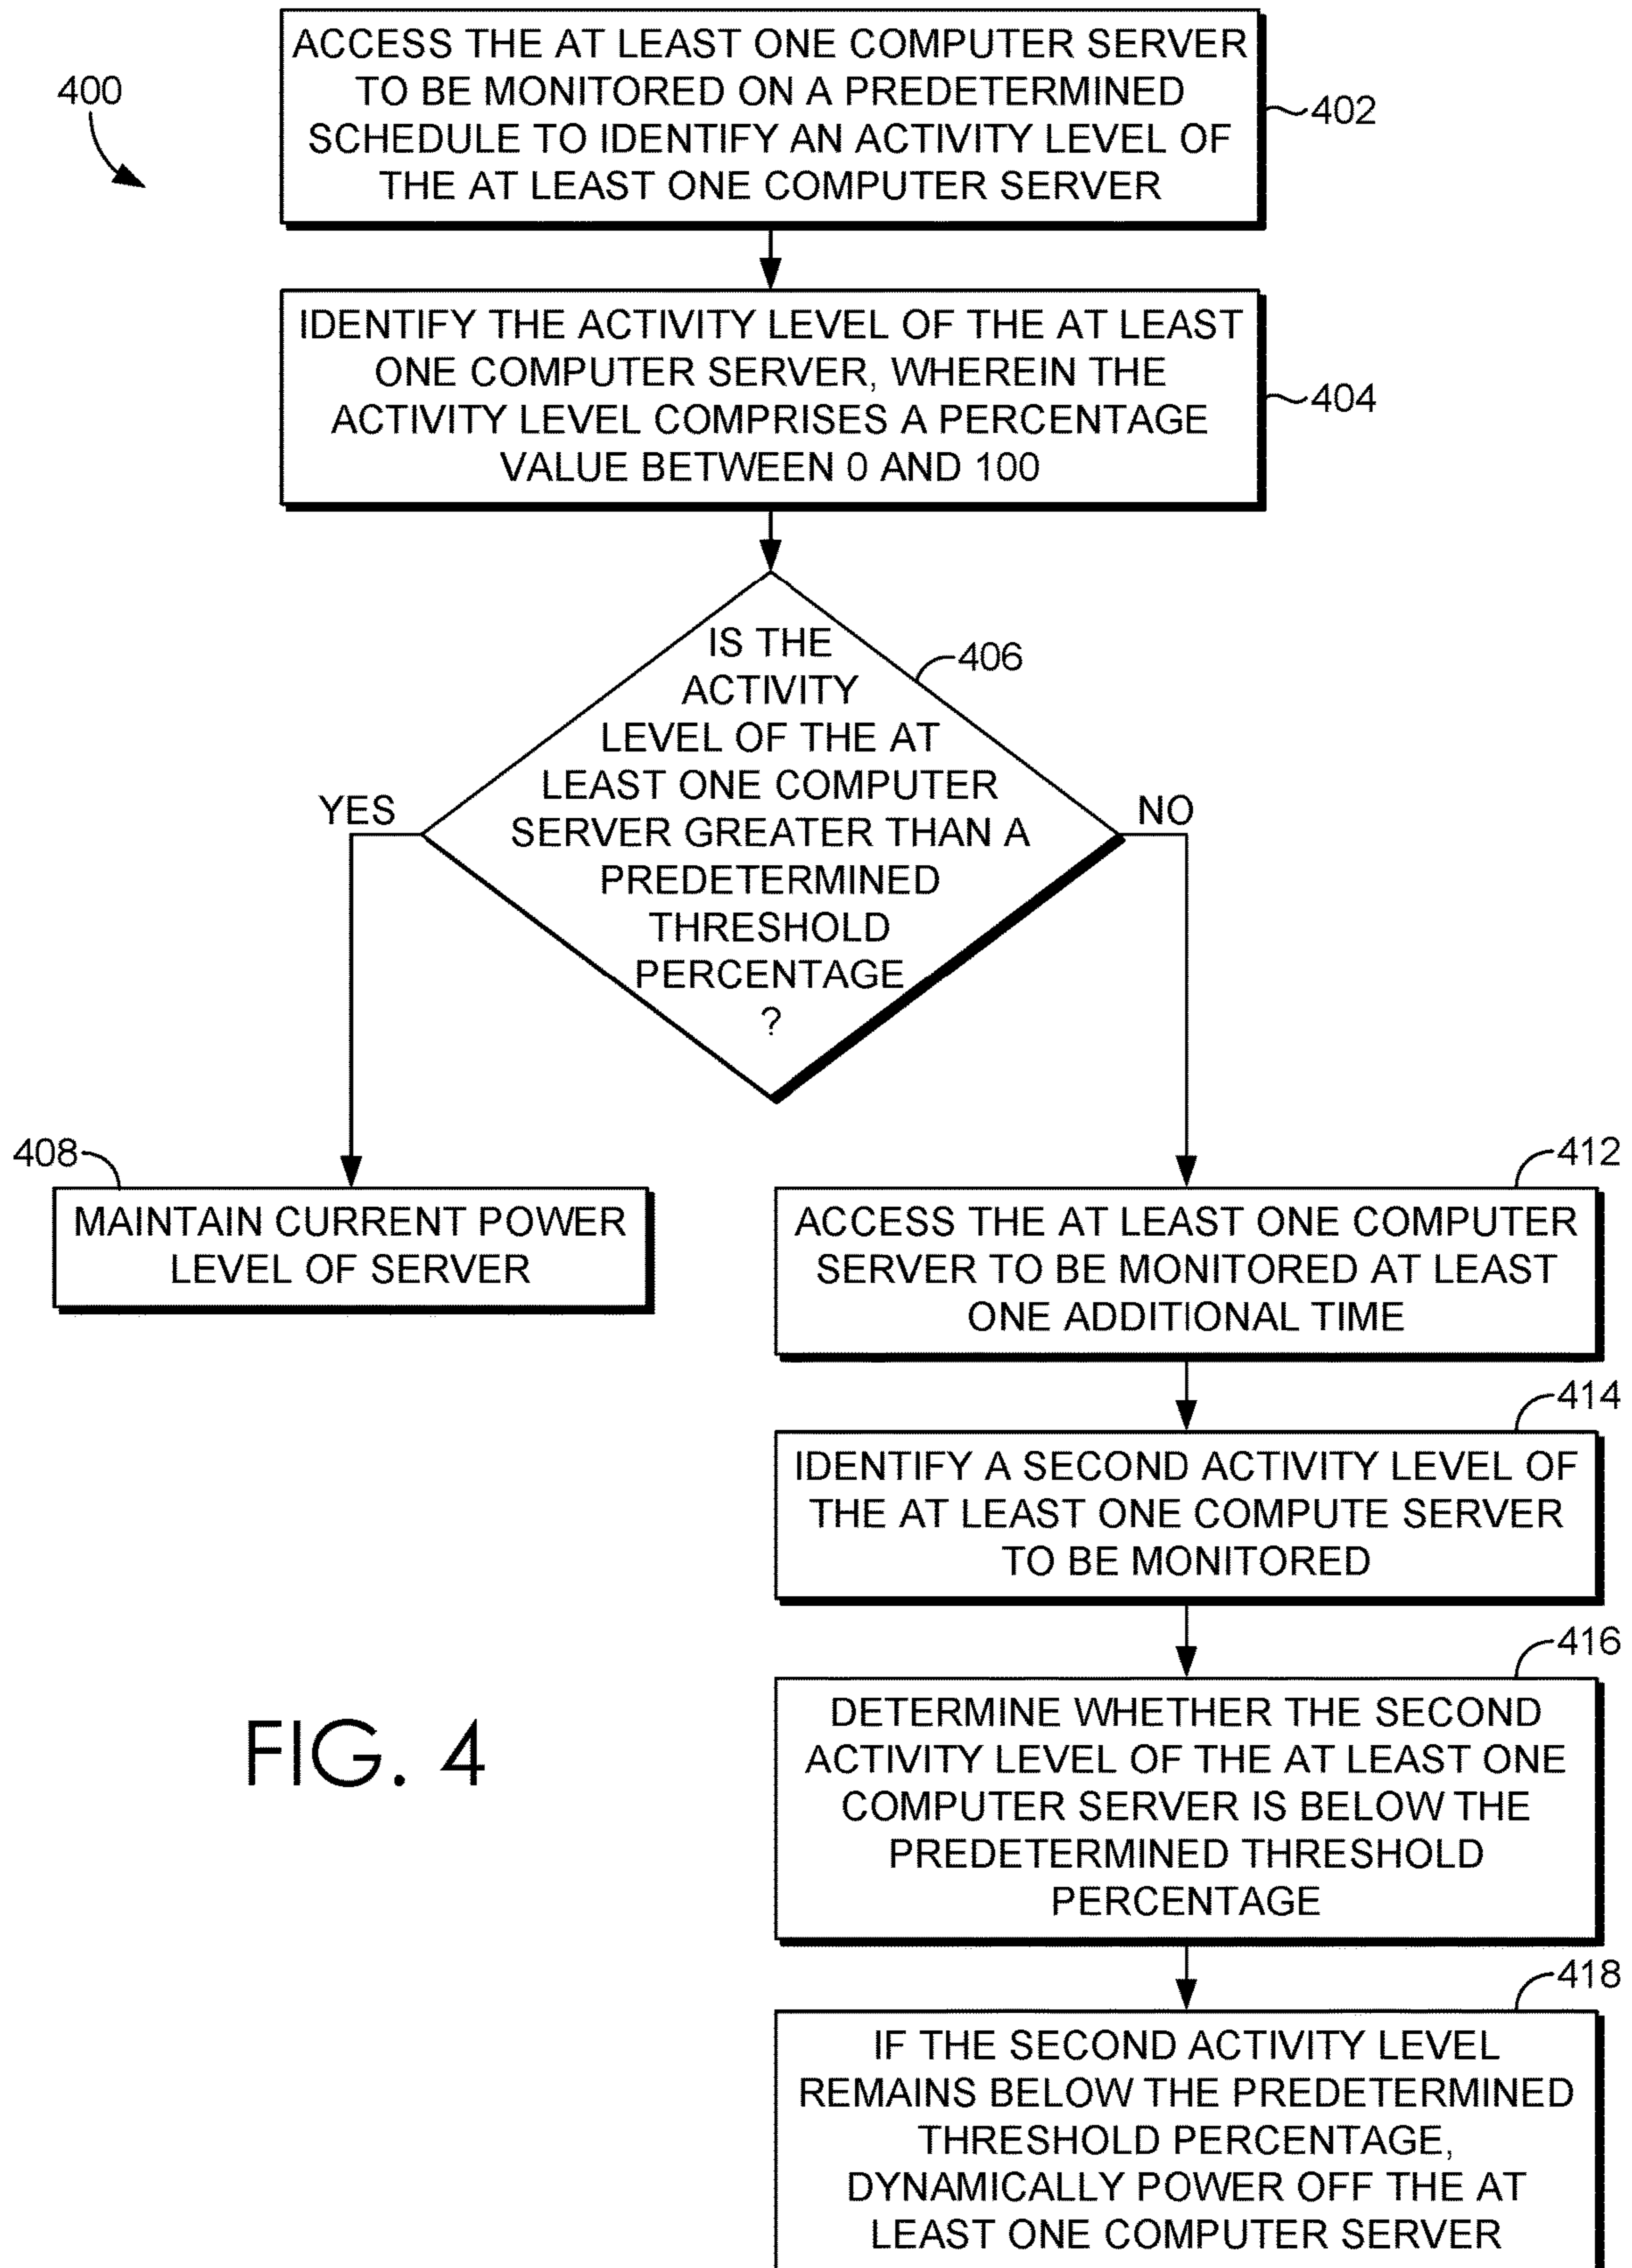 400
ACCESS THE AT LEAST ONE COMPUTER SERVER
TO BE MONITORED ON A PREDETERMINED
SCHEDULE TO IDENTIFY AN ACTIVITY LEVEL OF
THE AT LEAST ONE COMPUTER SERVER
402
IDENTIFY THE ACTIVITY LEVEL OF THE AT LEAST
ONE COMPUTER SERVER, WHEREIN THE
ACTIVITY LEVEL COMPRISES A PERCENTAGE
VALUE BETWEEN 0 AND 100
404
IS THE
ACTIVITY
LEVEL OF THE AT
LEAST ONE COMPUTER
SERVER GREATER THAN A
PREDETERMINED
THRESHOLD
PERCENTAGE
?
406
YES
NO
408
MAINTAIN CURRENT POWER
LEVEL OF SERVER
412
ACCESS THE AT LEAST ONE COMPUTER
SERVER TO BE MONITORED AT LEAST
ONE ADDITIONAL TIME
414
IDENTIFY A SECOND ACTIVITY LEVEL OF
THE AT LEAST ONE COMPUTE SERVER
TO BE MONITORED
416
DETERMINE WHETHER THE SECOND
ACTIVITY LEVEL OF THE AT LEAST ONE
COMPUTER SERVER IS BELOW THE
PREDETERMINED THRESHOLD
PERCENTAGE
418
IF THE SECOND ACTIVITY LEVEL
REMAINS BELOW THE PREDETERMINED
THRESHOLD PERCENTAGE,
DYNAMICALLY POWER OFF THE AT
LEAST ONE COMPUTER SERVER
FIG. 4